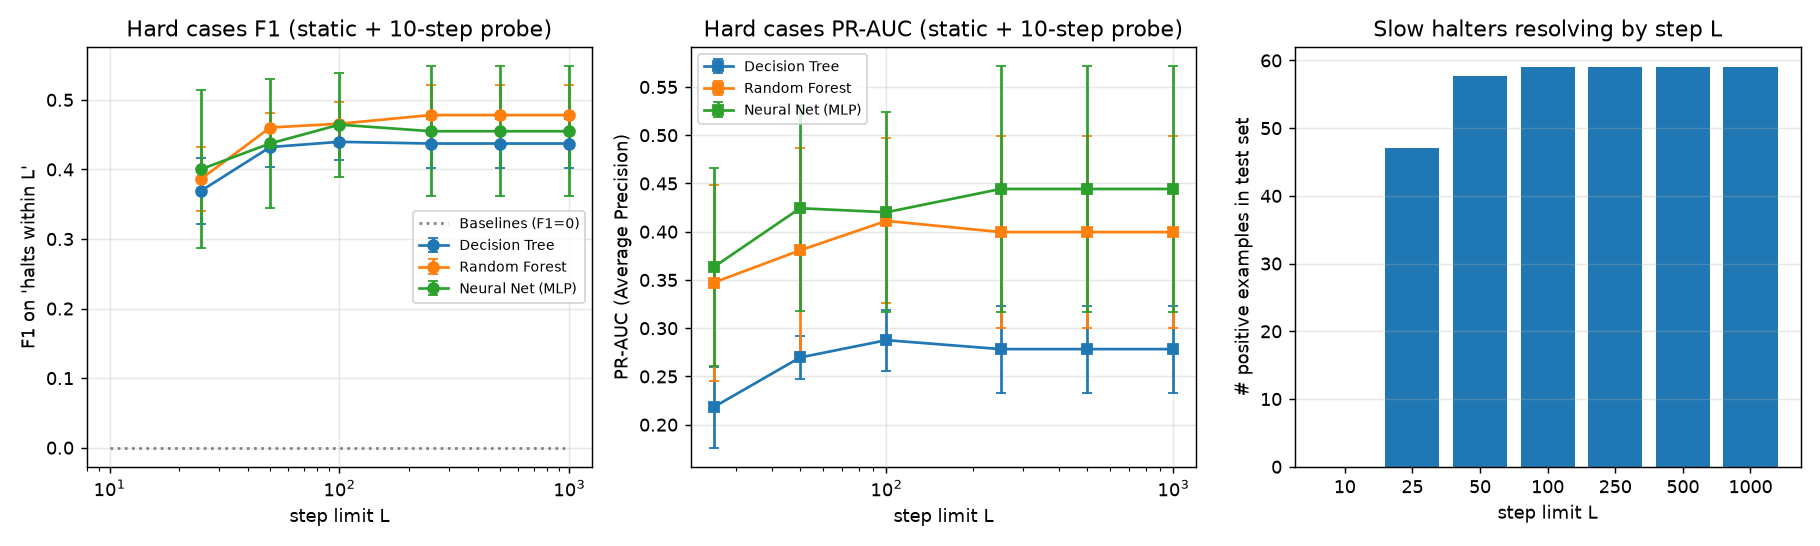 Hard cases F1 (static + 10-step probe)
F1 on 'halts within L'
0.5
0.4
0.3
0.2
0.1
0.0
Baselines (F1=0)
Decision Tree
Random Forest
Neural Net (MLP)
10¹
10²
10³
step limit L
Hard cases PR-AUC (static + 10-step probe)
PR-AUC (Average Precision)
0.55
0.50
0.45
0.40
0.35
0.30
0.25
0.20
Decision Tree
Random Forest
Neural Net (MLP)
10²
10³
step limit L
Slow halters resolving by step L
# positive examples in test set
60
50
40
30
20
10
0
10
25
50
100
250
500
1000
step limit L